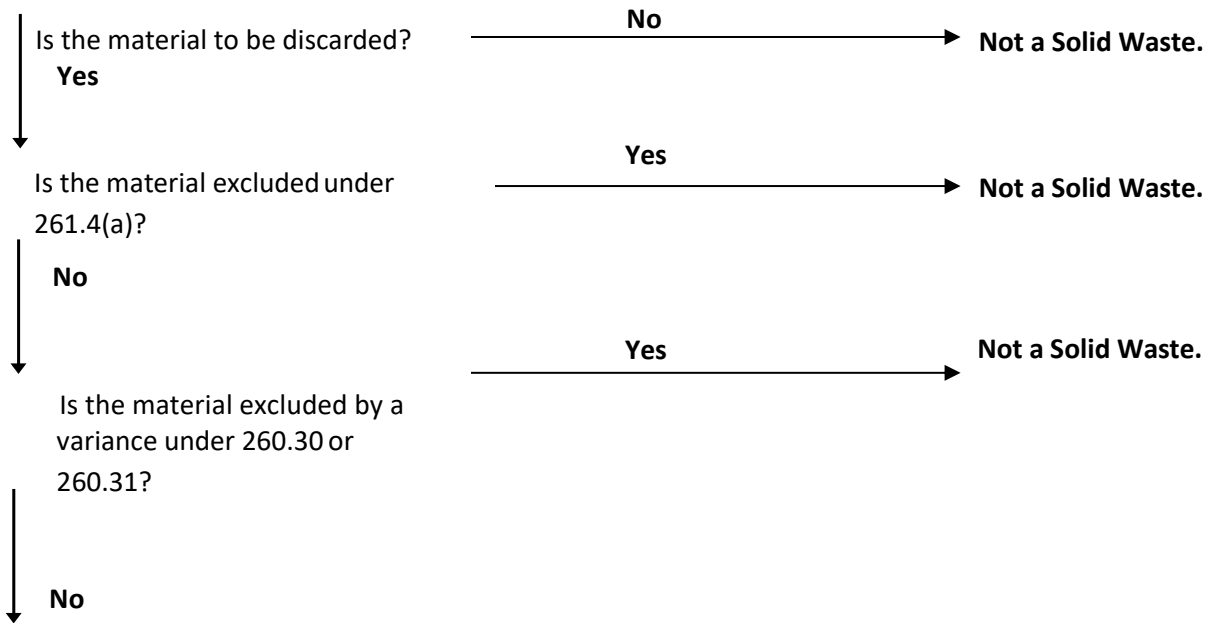 No
Is the material to be discarded?
Not a Solid Waste.
Yes
Yes
Is the material excluded under
Not a Solid Waste.
261.4(a)?
No
Yes
Not a Solid Waste.
Is the material excluded by a
variance under 260.30 or
260.31?
No